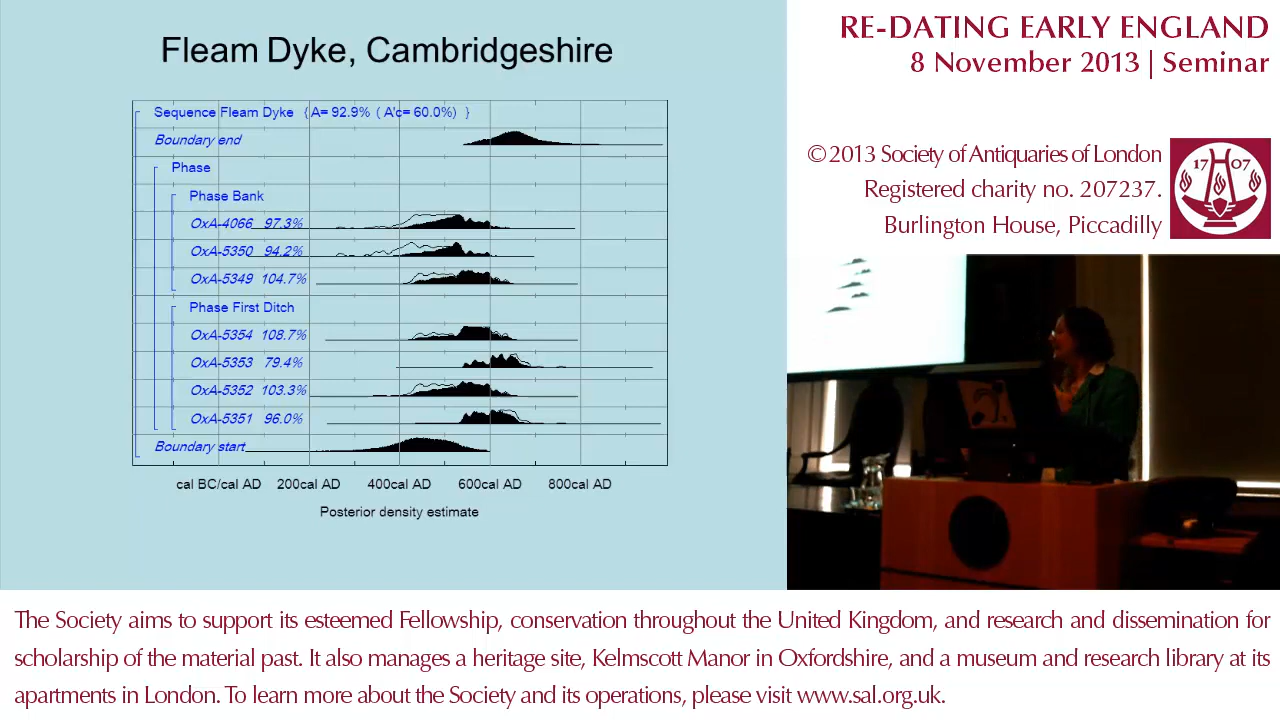 Fleam Dyke, Cambridgeshire
Sequence Fleam Dyke { A= 92.9% ( A'c= 60.0%) }
Boundary end
Phase
Phase Bank
OxA-4066 97.3%
OxA-5350 94.2%
OxA-5349 104.7%
Phase First Ditch
OxA-5354 108.7%
OxA-5353 79.4%
OxA-5352 103.3%
OxA-5351 96.0%
Boundary start
cal BC/cal AD 200cal AD 400cal AD 600cal AD 800cal AD
Posterior density estimate
RE-DATING EARLY ENGLAND
8 November 2013 | Seminar
©2013 Society of Antiquaries of London
Registered charity no. 207237.
Burlington House, Piccadilly
17 07
The Society aims to support its esteemed Fellowship, conservation throughout the United Kingdom, and research and dissemination for
scholarship of the material past. It also manages a heritage site, Kelmscott Manor in Oxfordshire, and a museum and research library at its
apartments in London. To learn more about the Society and its operations, please visit www.sal.org.uk.